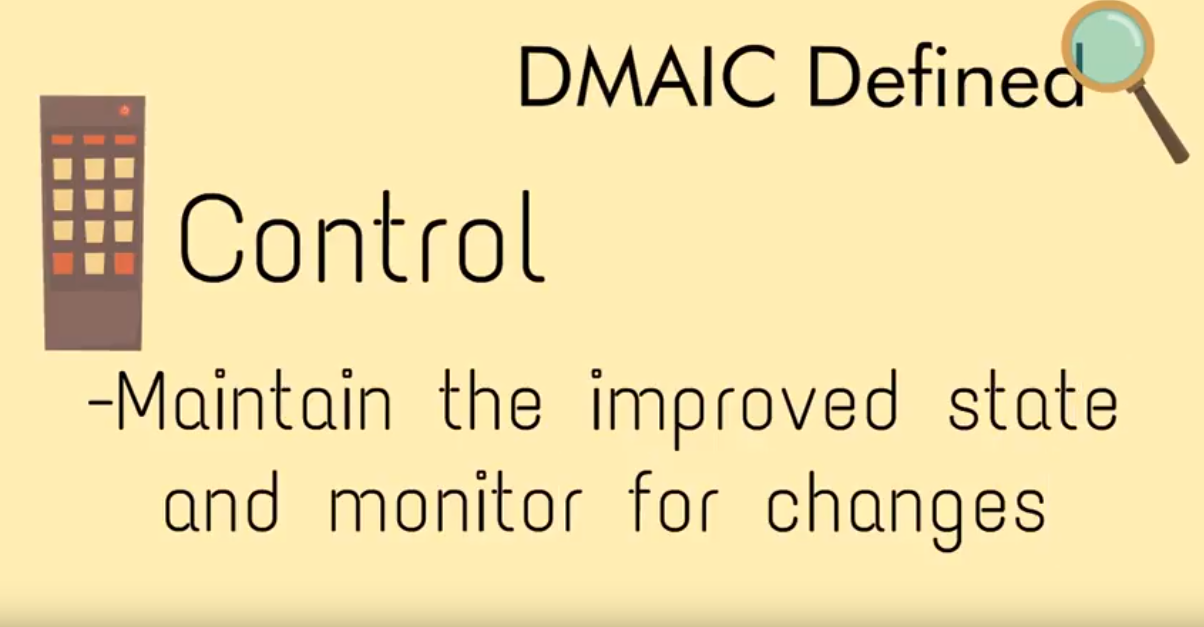 DMAIC Defined
Control
-Maintain the improved state
and monitor for changes